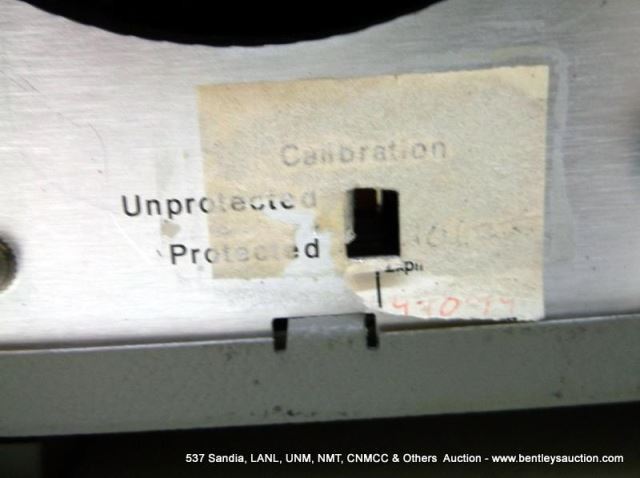 Calibration
Unprotected
Protected
537 Sandia, LANL, UNM, NMT, CNMCC & Others Auction - www.bentleysauction.com